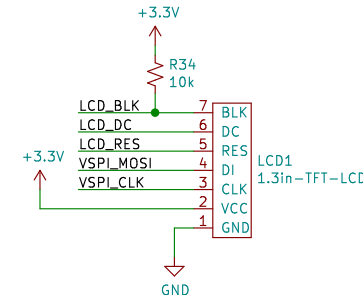 +3.3V
R34
10k
LCD_BLK 7 BLK
LCD_DC 6 DC
LCD_RES 5 RES
VSPI_MOSI 4 DI
VSPI_CLK 3 CLK
2 VCC
1 GND
+3.3V
LCD1
1.3in-TFT-LCD
GND